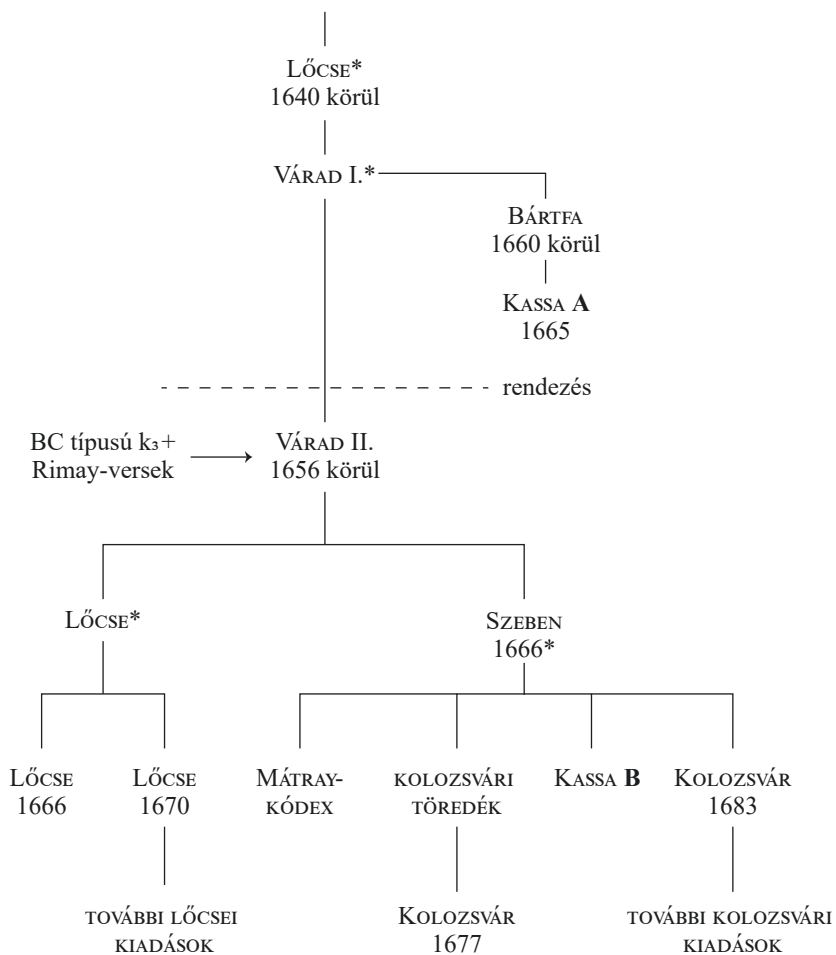 Lőcse*
1640 körül
Várad I.*
Bártfa
1660 körül
Kassa A
1665
rendezés
BC típusú k₃+
Rimay-versek
Várad II.
1656 körül
Lőcse*
Szeben
1666*
Lőcse
1666
Lőcse
1670
Mátray-
kódex
kolozsvári
töredék
Kassa B
Kolozsvár
1683
további lőcsei
kiadások
Kolozsvár
1677
további kolozsvári
kiadások